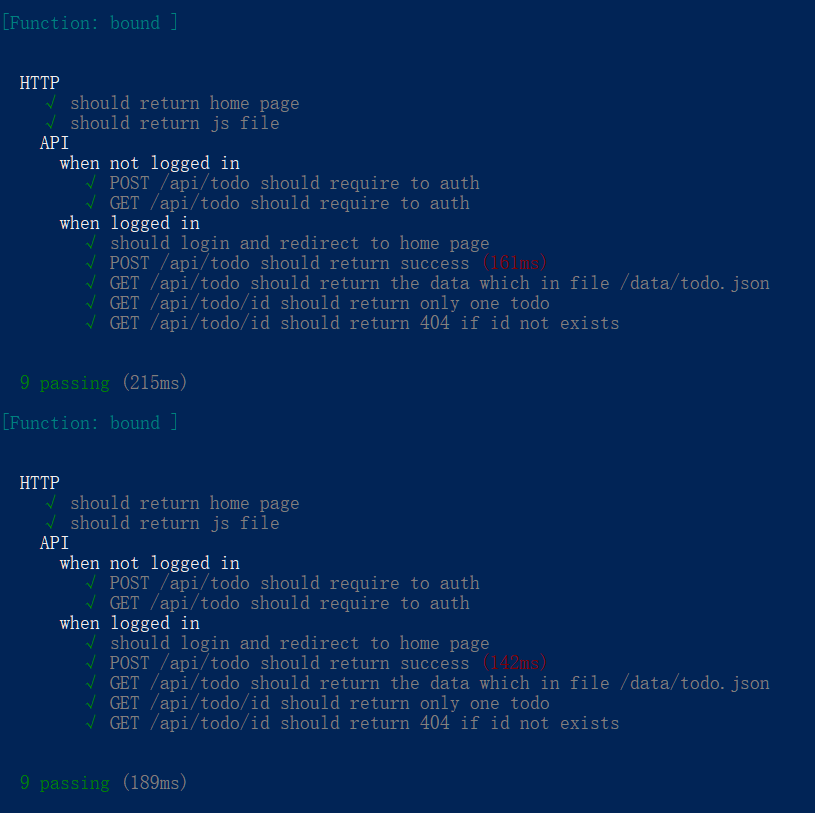 [Function: bound ]
HTTP
√ should return home page
√ should return js file
API
when not logged in
√ POST /api/todo should require to auth
√ GET /api/todo should require to auth
when logged in
√ should login and redirect to home page
√ POST /api/todo should return success (161ms)
√ GET /api/todo should return the data which in file /data/todo.json
√ GET /api/todo/id should return only one todo
√ GET /api/todo/id should return 404 if id not exists
9 passing (215ms)
[Function: bound ]
HTTP
√ should return home page
√ should return js file
API
when not logged in
√ POST /api/todo should require to auth
√ GET /api/todo should require to auth
when logged in
√ should login and redirect to home page
√ POST /api/todo should return success (142ms)
√ GET /api/todo should return the data which in file /data/todo.json
√ GET /api/todo/id should return only one todo
√ GET /api/todo/id should return 404 if id not exists
9 passing (189ms)